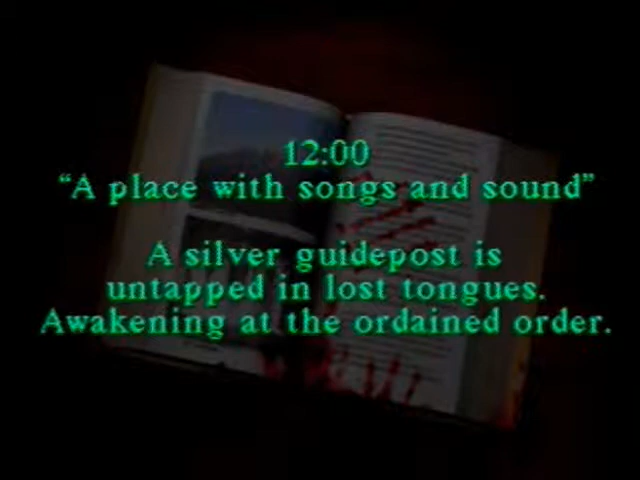 12:00
“A place with songs and sound”
A silver guidepost is
untapped in lost tongues.
Awakening at the ordained order.